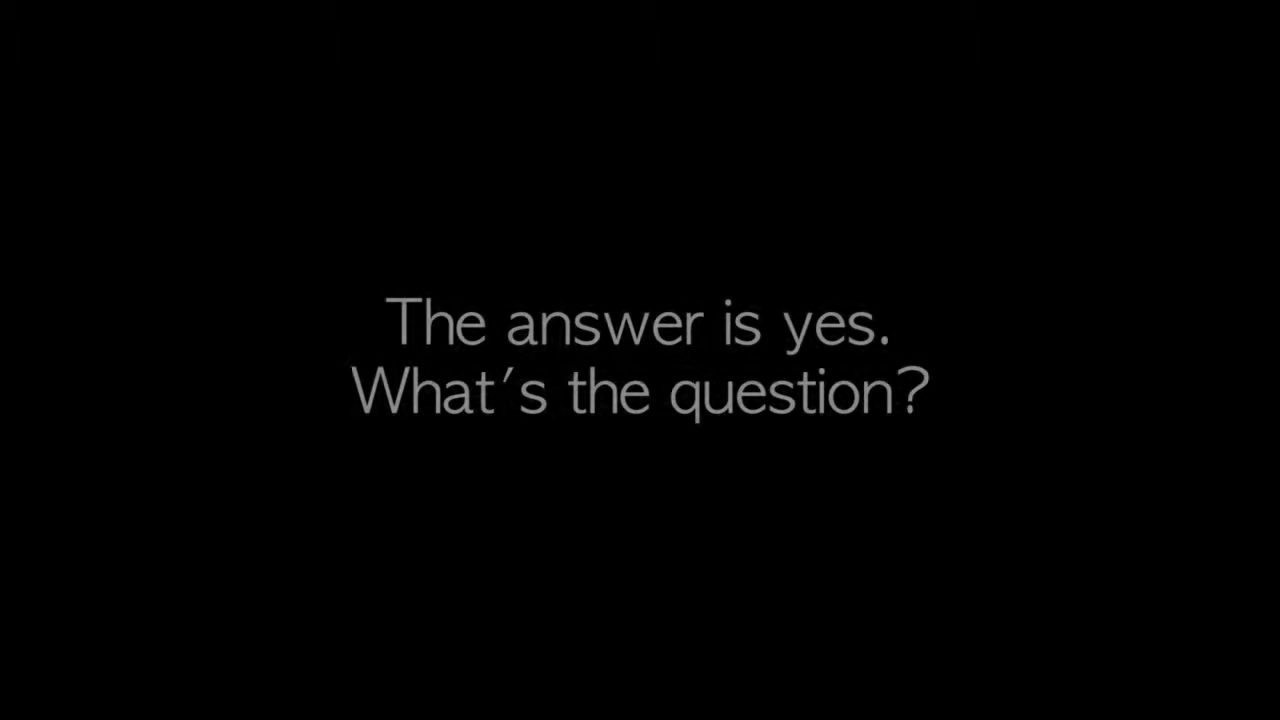 The answer is yes.
What's the question?